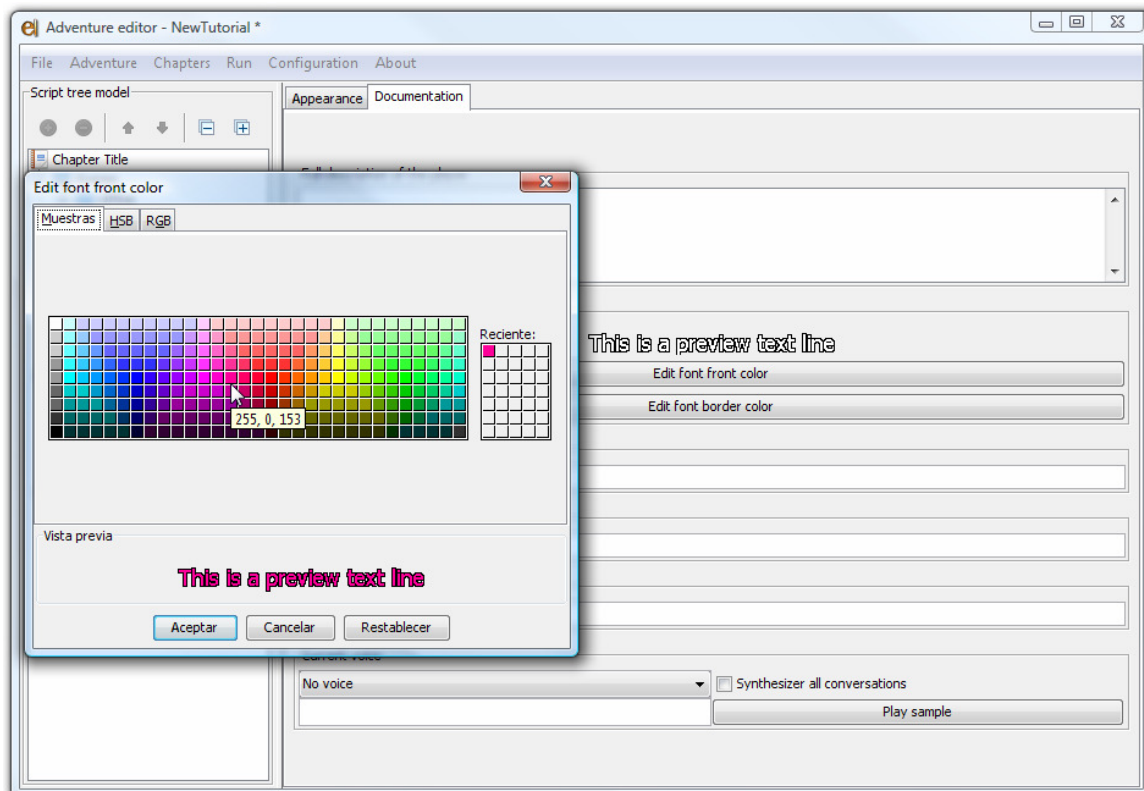 Adventure editor - NewTutorial *
File Adventure Chapters Run Configuration About
Script tree model
Appearance Documentation
Chapter Title
Edit font front color
Muestras HSB RGB
Reciente:
255, 0, 153
Vista previa
This is a preview text line
Aceptar Cancelar Restablecer
This is a preview text line
Edit font front color
Edit font border color
Current voice
No voice
Synthesizer all conversations
Play sample